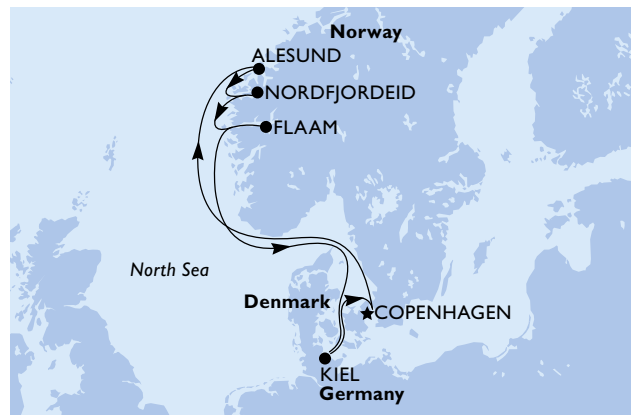 Norway
ALESUND
NORDFJORDEID
FLAAM
North Sea
Denmark
COPENHAGEN
KIEL
Germany